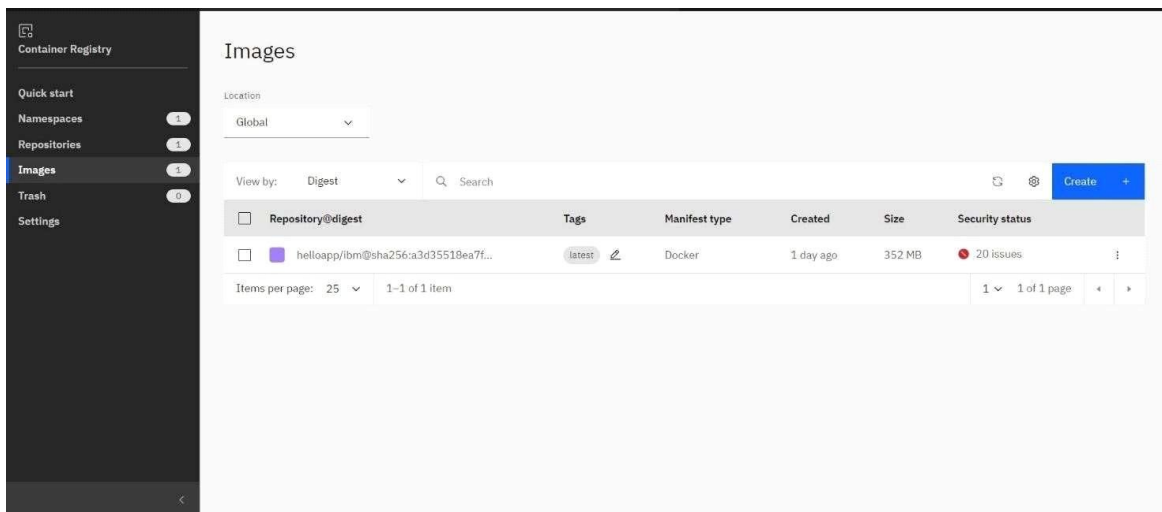 Container Registry
Quick start
Namespaces 1
Repositories 1
Images 1
Trash 0
Settings
Images
Location
Global
View by: Digest Search Create +
Repository@digest Tags Manifest type Created Size Security status
helloapp/ibm@sha256:a3d35518ea7f... latest Docker 1 day ago 352 MB 20 issues
Items per page: 25 1–1 of 1 item 1 1 of 1 page